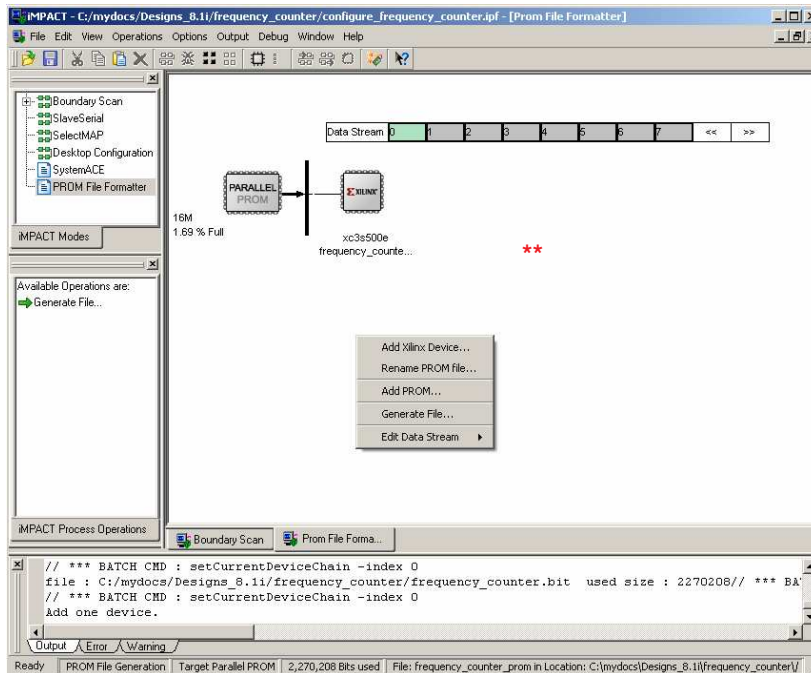 iMPACT - C:/mydocs/Designs_8.1i/frequency_counter/configure_frequency_counter.ipf - [Prom File Formatter]
File Edit View Operations Options Output Debug Window Help
Boundary Scan
SlaveSerial
SelectMAP
Desktop Configuration
SystemACE
PROM File Formatter
iMPACT Modes
Available Operations are:
Generate File...
iMPACT Process Operations
Data Stream 0 1 2 3 4 5 6 7 << >>
PARALLEL
PROM
XILINX
16M
1.69 % Full
xc3s500e
frequency_counte...
**
Add Xilinx Device...
Rename PROM file...
Add PROM...
Generate File...
Edit Data Stream
Boundary Scan Prom File Forma...
// *** BATCH CMD : setCurrentDeviceChain -index 0
file : C:/mydocs/Designs_8.1i/frequency_counter/frequency_counter.bit used size : 2270208// *** BA
// *** BATCH CMD : setCurrentDeviceChain -index 0
Add one device.
Output Error Warning
Ready PROM File Generation Target Parallel PROM 2,270,208 Bits used File: frequency_counter_prom in Location: C:\mydocs\Designs_8.1i\frequency_counter\/